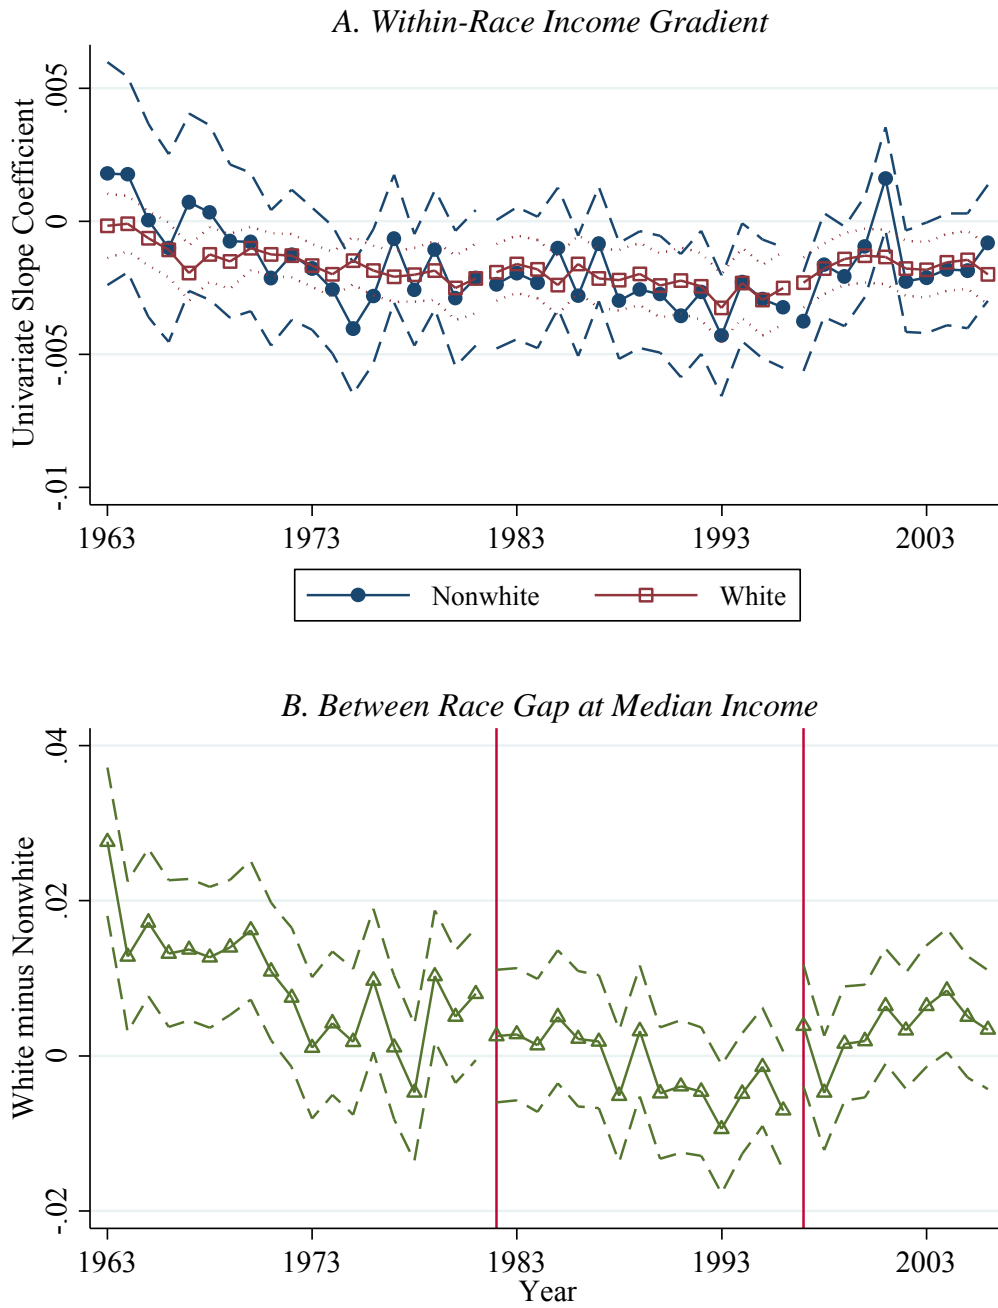 A. Within-Race Income Gradient
Univariate Slope Coefficient
.005
0
-.005
-.01
1963 1973 1983 1993 2003
Nonwhite White
B. Between Race Gap at Median Income
White minus Nonwhite
.04
.02
0
-.02
1963 1973 1983 1993 2003
Year